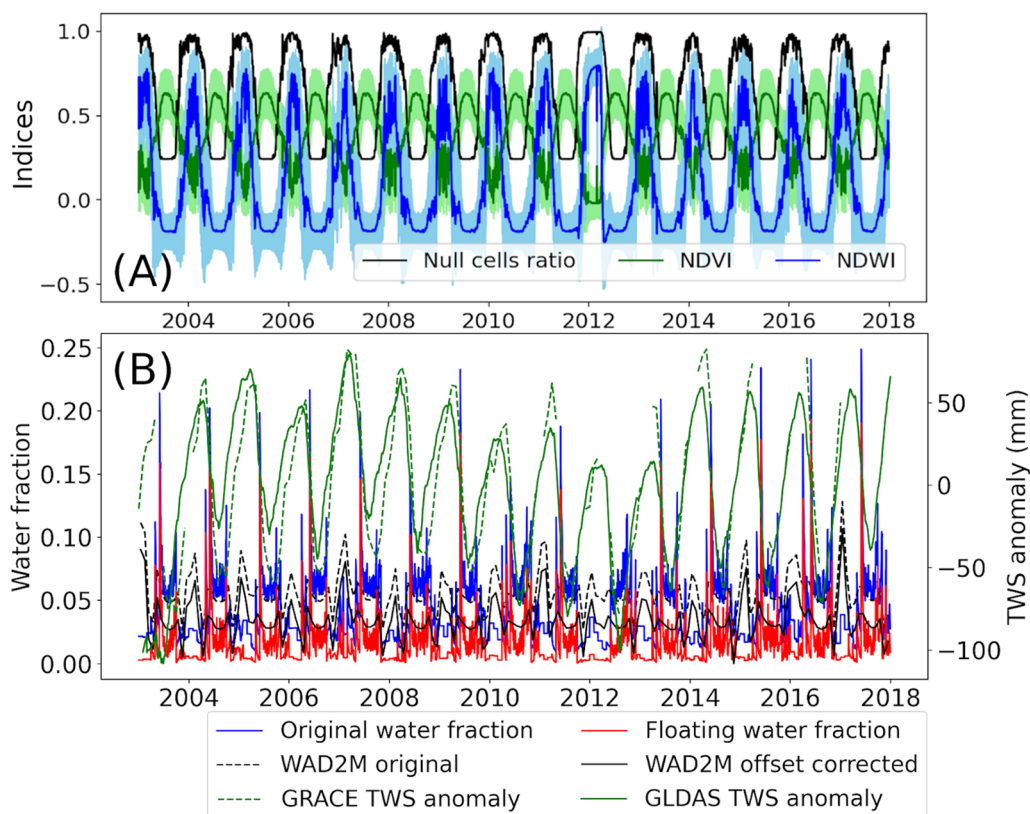 1.0
0.5
0.0
−0.5
Indices
(A)
Null cells ratio NDVI NDWI
2004 2006 2008 2010 2012 2014 2016 2018
0.25
0.20
0.15
0.10
0.05
0.00
Water fraction
(B)
50
0
−50
−100
TWS anomaly (mm)
2004 2006 2008 2010 2012 2014 2016 2018
Original water fraction Floating water fraction
WAD2M original WAD2M offset corrected
GRACE TWS anomaly GLDAS TWS anomaly